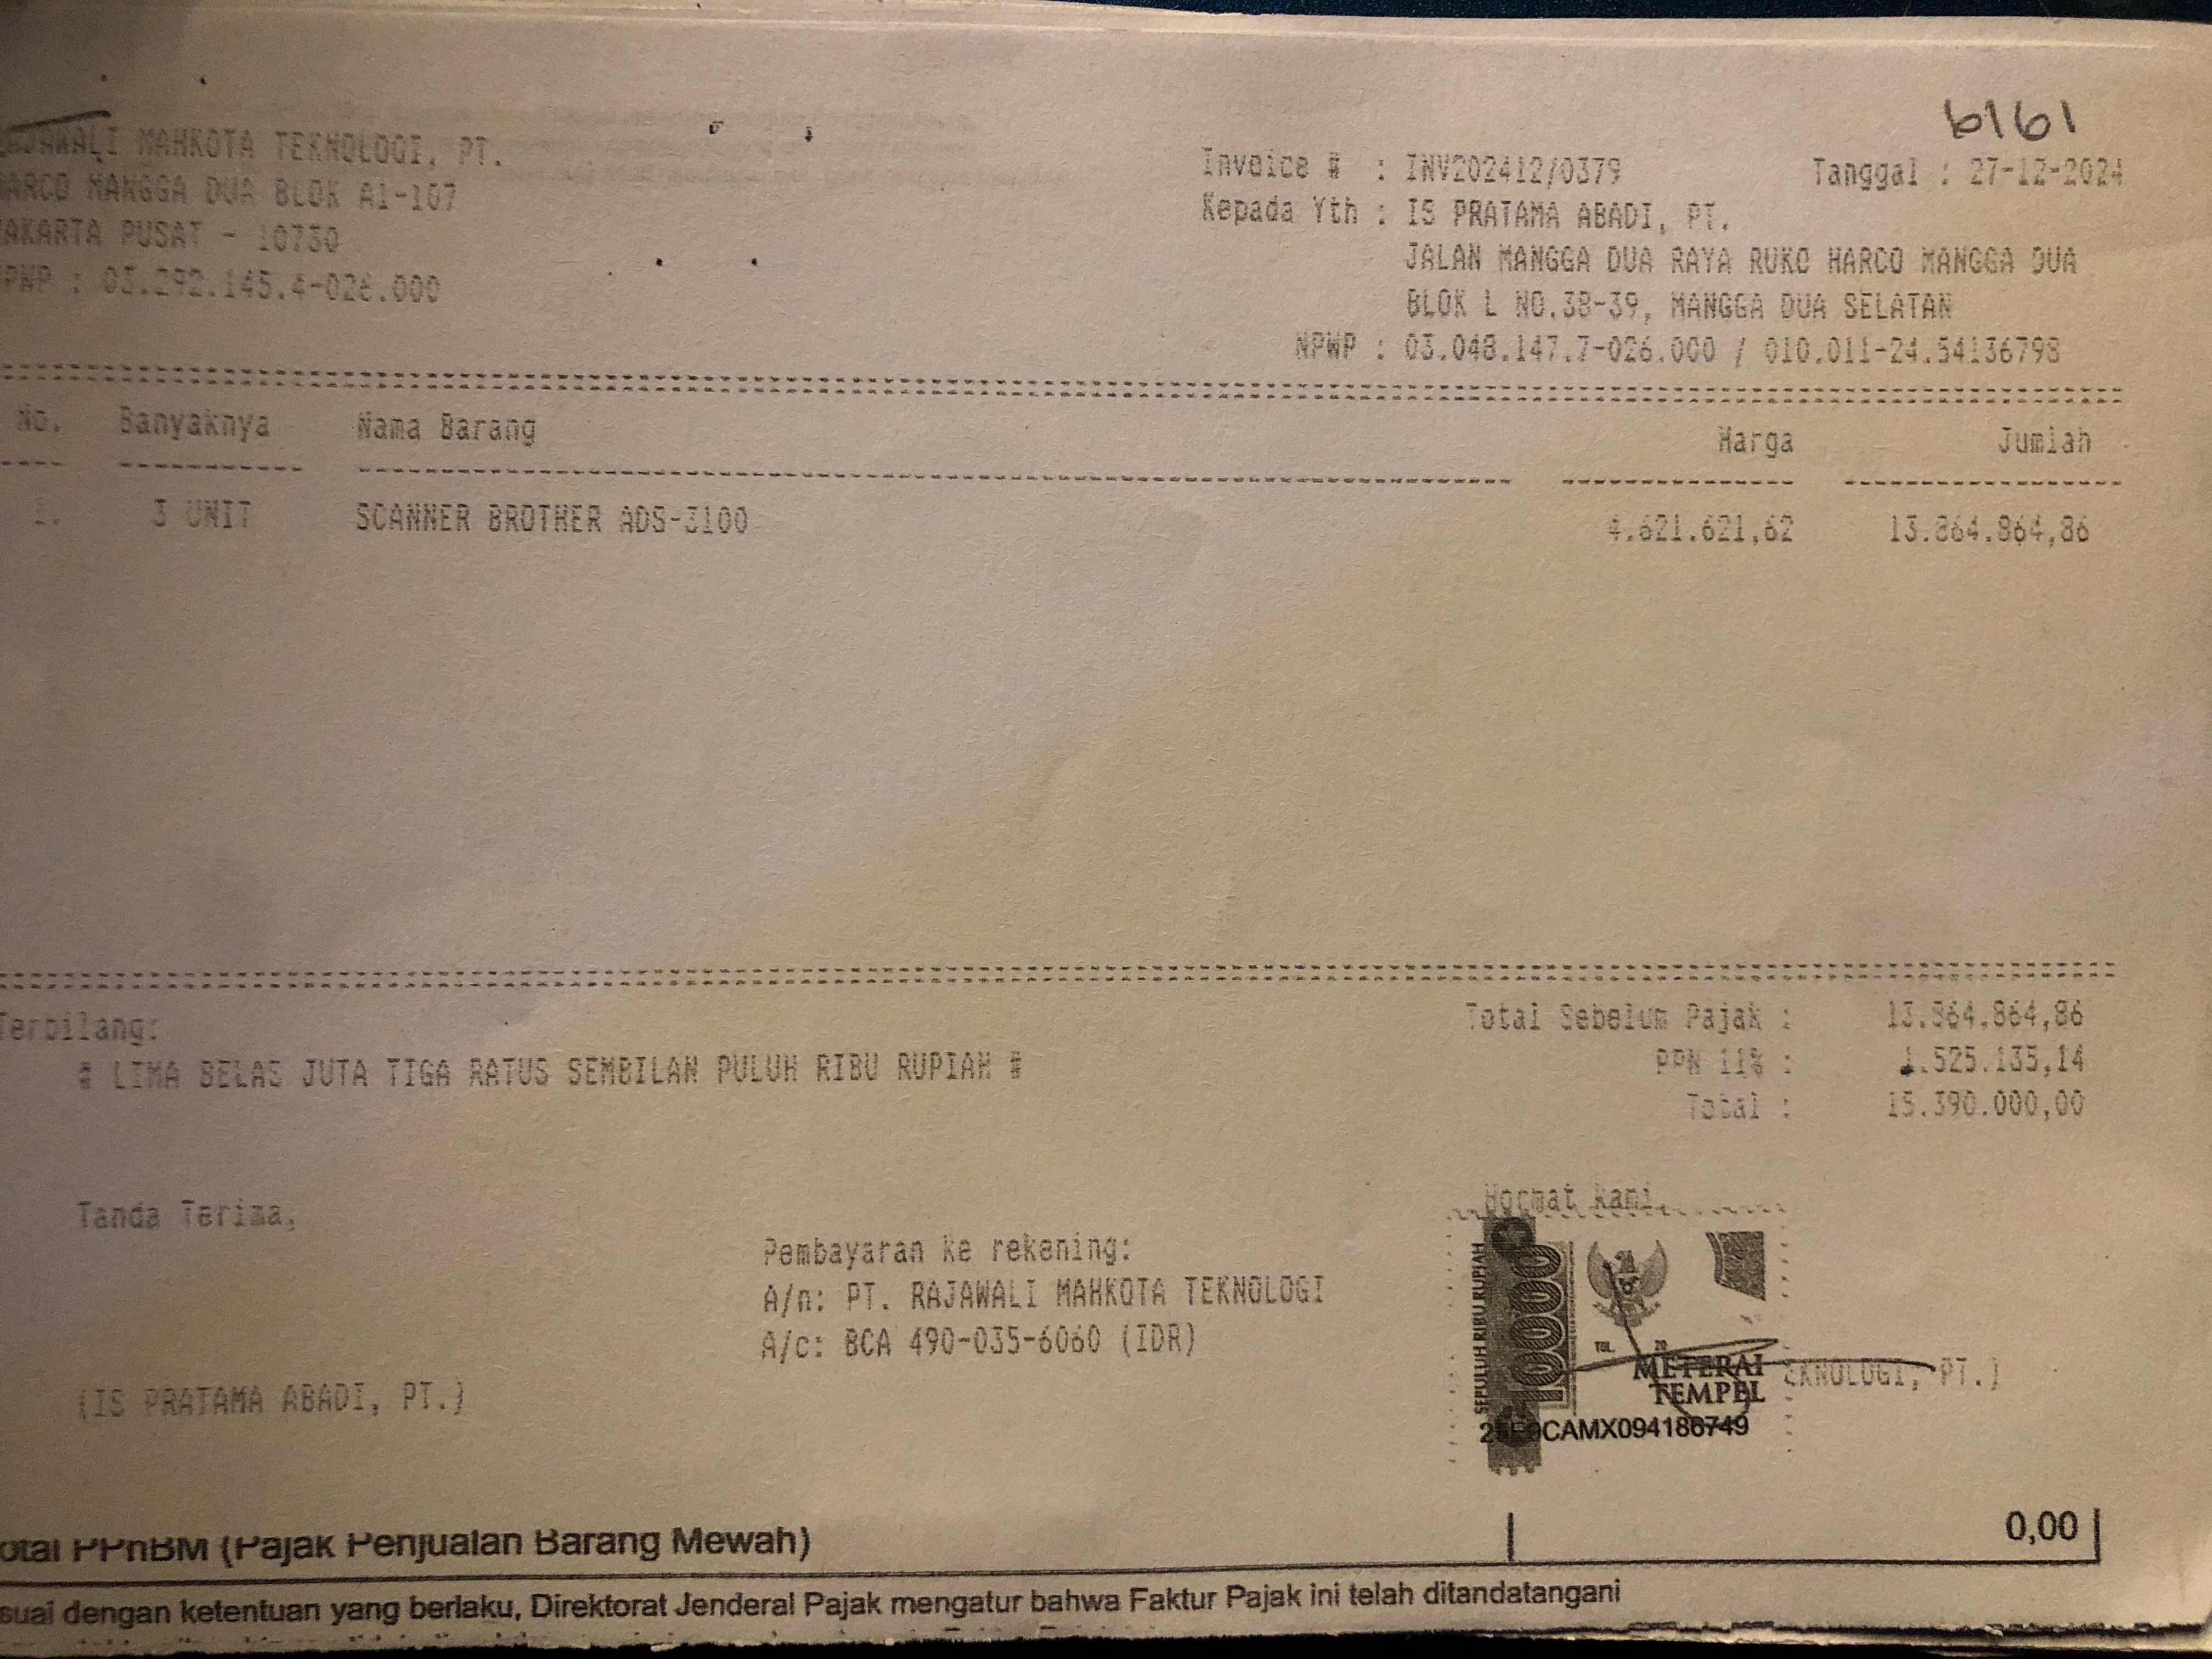 6161
RAJAWALI MAHKOTA TEKNOLOGI, PT.
HARCO MANGGA DUA BLOK A1-107
JAKARTA PUSAT - 10730
NPWP : 03.292.145.4-026.000
Invoice # : INV202412/0379 Tanggal : 27-12-2024
Kepada Yth : IS PRATAMA ABADI, PT.
JALAN MANGGA DUA RAYA RUKO HARCO MANGGA DUA
BLOK L NO.38-39, MANGGA DUA SELATAN
NPWP : 03.048.147.7-026.000 / 010.011-24.54136798
No. Banyaknya Nama Barang Harga Jumlah
1. 3 UNIT SCANNER BROTHER ADS-3100 4.621.621,62 13.864.864,86
Terbilang:
# LIMA BELAS JUTA TIGA RATUS SEMBILAN PULUH RIBU RUPIAH #
Total Sebelum Pajak : 13.864.864,86
PPN 11% : 1.525.135,14
Total : 15.390.000,00
Tanda Terima,
(IS PRATAMA ABADI, PT.)
Pembayaran ke rekening:
A/n: PT. RAJAWALI MAHKOTA TEKNOLOGI
A/c: BCA 490-035-6060 (IDR)
Hormat Kami
SEPULUH RIBU RUPIAH
10000
TGL. 20
METERAI
TEMPEL
EKNOLOGI, PT.)
otal PPnBM (Pajak Penjualan Barang Mewah) 0,00
suai dengan ketentuan yang berlaku, Direktorat Jenderal Pajak mengatur bahwa Faktur Pajak ini telah ditandatangani